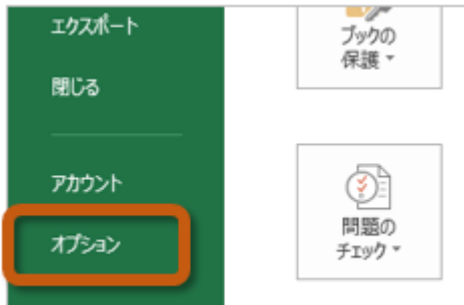 エクスポート
閉じる
アカウント
オプション
ブックの
保護
問題の
チェック